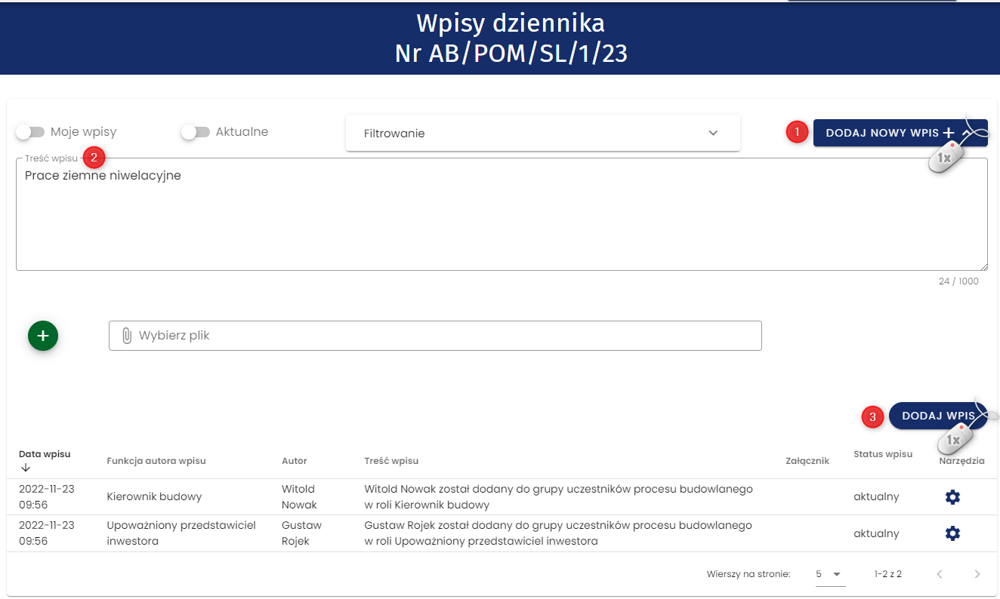 Wpisy dziennika
Nr AB/POM/SL/1/23
Moje wpisy
Aktualne
Filtrowanie
1
DODAJ NOWY WPIS
1x
Treść wpisu
2
Prace ziemne niwelacyjne
24 / 1000
+
Wybierz plik
3
DODAJ WPIS
1x
Data wpisu
Funkcja autora wpisu
Autor
Treść wpisu
Załącznik
Status wpisu
Narzędzia
2022-11-23
09:56
Kierownik budowy
Witold
Nowak
Witold Nowak został dodany do grupy uczestników procesu budowlanego
w roli Kierownik budowy
aktualny
2022-11-23
09:56
Upoważniony przedstawiciel
inwestora
Gustaw
Rojek
Gustaw Rojek został dodany do grupy uczestników procesu budowlanego
w roli Upoważniony przedstawiciel inwestora
aktualny
Wierszy na stronie:
5
1-2 z 2